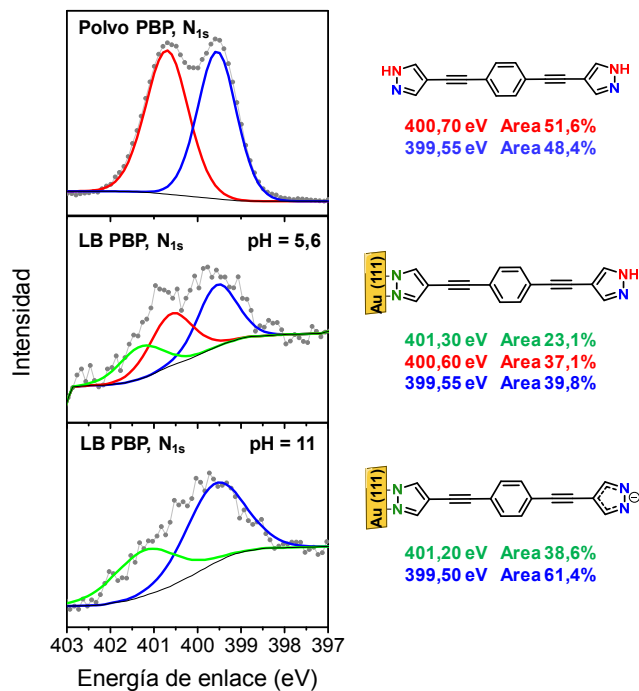 Polvo PBP, N1s
HN
N
NH
N
400,70 eV Area 51,6%
399,55 eV Area 48,4%
LB PBP, N1s pH = 5,6
Au (111)
N
N
NH
N
401,30 eV Area 23,1%
400,60 eV Area 37,1%
399,55 eV Area 39,8%
LB PBP, N1s pH = 11
Au (111)
N
N
N
N
⊖
401,20 eV Area 38,6%
399,50 eV Area 61,4%
Intensidad
403 402 401 400 399 398 397
Energía de enlace (eV)